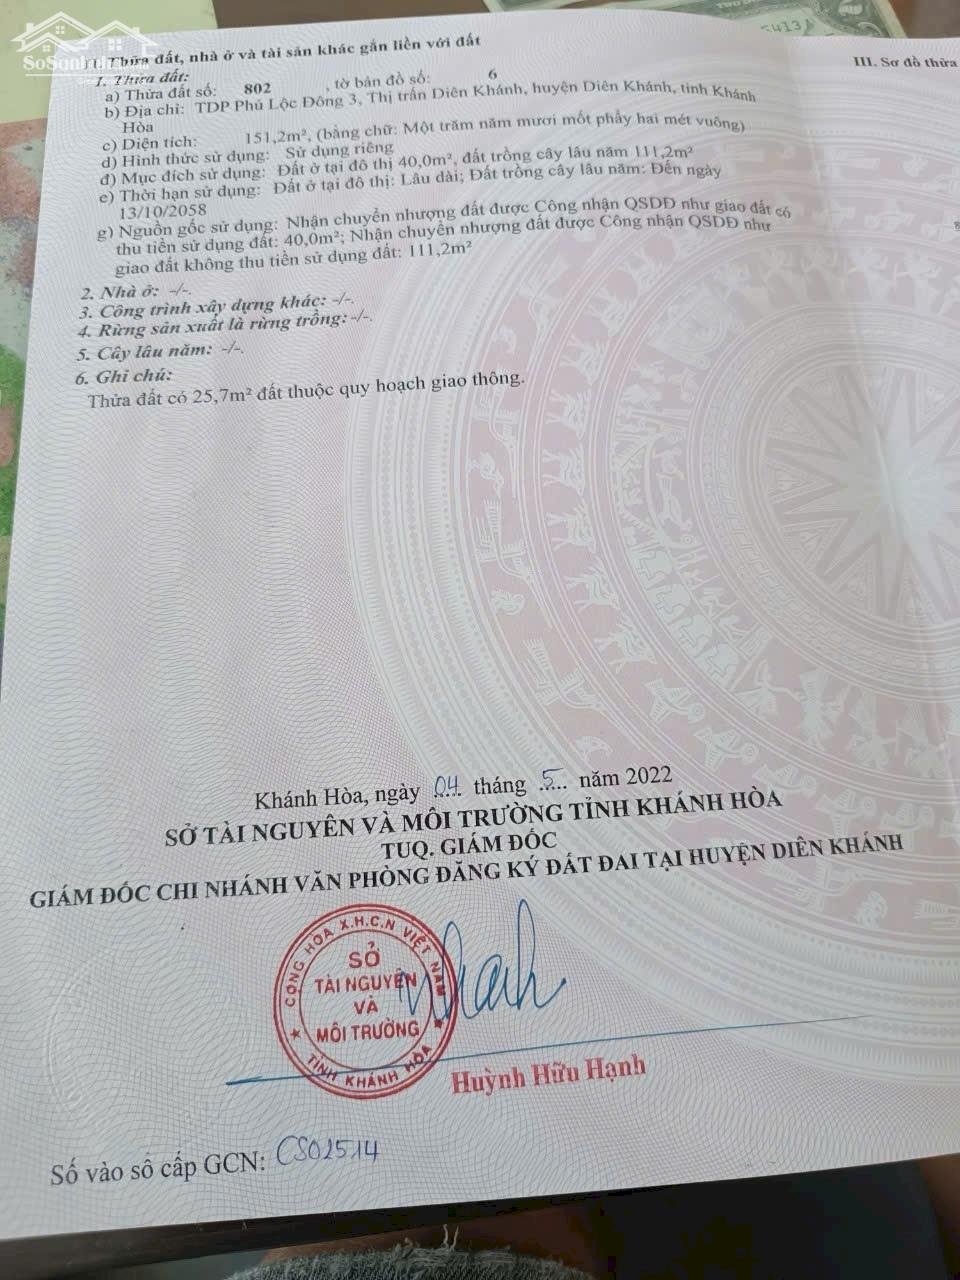 SoSanhNha
5413
II. Thửa đất, nhà ở và tài sản khác gắn liền với đất
III. Sơ đồ thửa
1. Thửa đất:
a) Thửa đất số: 802 , tờ bản đồ số: 6
b) Địa chỉ: TDP Phú Lộc Đông 3, Thị trấn Diên Khánh, huyện Diên Khánh, tỉnh Khánh
Hòa
c) Diện tích: 151,2m², (bằng chữ: Một trăm năm mươi mốt phẩy hai mét vuông)
d) Hình thức sử dụng: Sử dụng riêng
đ) Mục đích sử dụng: Đất ở tại đô thị 40,0m², đất trồng cây lâu năm 111,2m²
e) Thời hạn sử dụng: Đất ở tại đô thị: Lâu dài; Đất trồng cây lâu năm: Đến ngày
13/10/2058
g) Nguồn gốc sử dụng: Nhận chuyển nhượng đất được Công nhận QSDĐ như giao đất có
thu tiền sử dụng đất: 40,0m²; Nhận chuyển nhượng đất được Công nhận QSDĐ như
giao đất không thu tiền sử dụng đất: 111,2m²
2. Nhà ở: -/-.
3. Công trình xây dựng khác: -/-.
4. Rừng sản xuất là rừng trồng: -/-.
5. Cây lâu năm: -/-.
6. Ghi chú:
Thửa đất có 25,7m² đất thuộc quy hoạch giao thông.
Khánh Hòa, ngày 04 tháng 5 năm 2022
SỞ TÀI NGUYÊN VÀ MÔI TRƯỜNG TỈNH KHÁNH HÒA
TUQ. GIÁM ĐỐC
GIÁM ĐỐC CHI NHÁNH VĂN PHÒNG ĐĂNG KÝ ĐẤT ĐAI TẠI HUYỆN DIÊN KHÁNH
CỘNG HÒA X.H.C.N VIỆT NAM
SỞ
TÀI NGUYÊN
VÀ
MÔI TRƯỜNG
TỈNH KHÁNH HÒA
Huỳnh Hữu Hạnh
Số vào sổ cấp GCN: CS02514